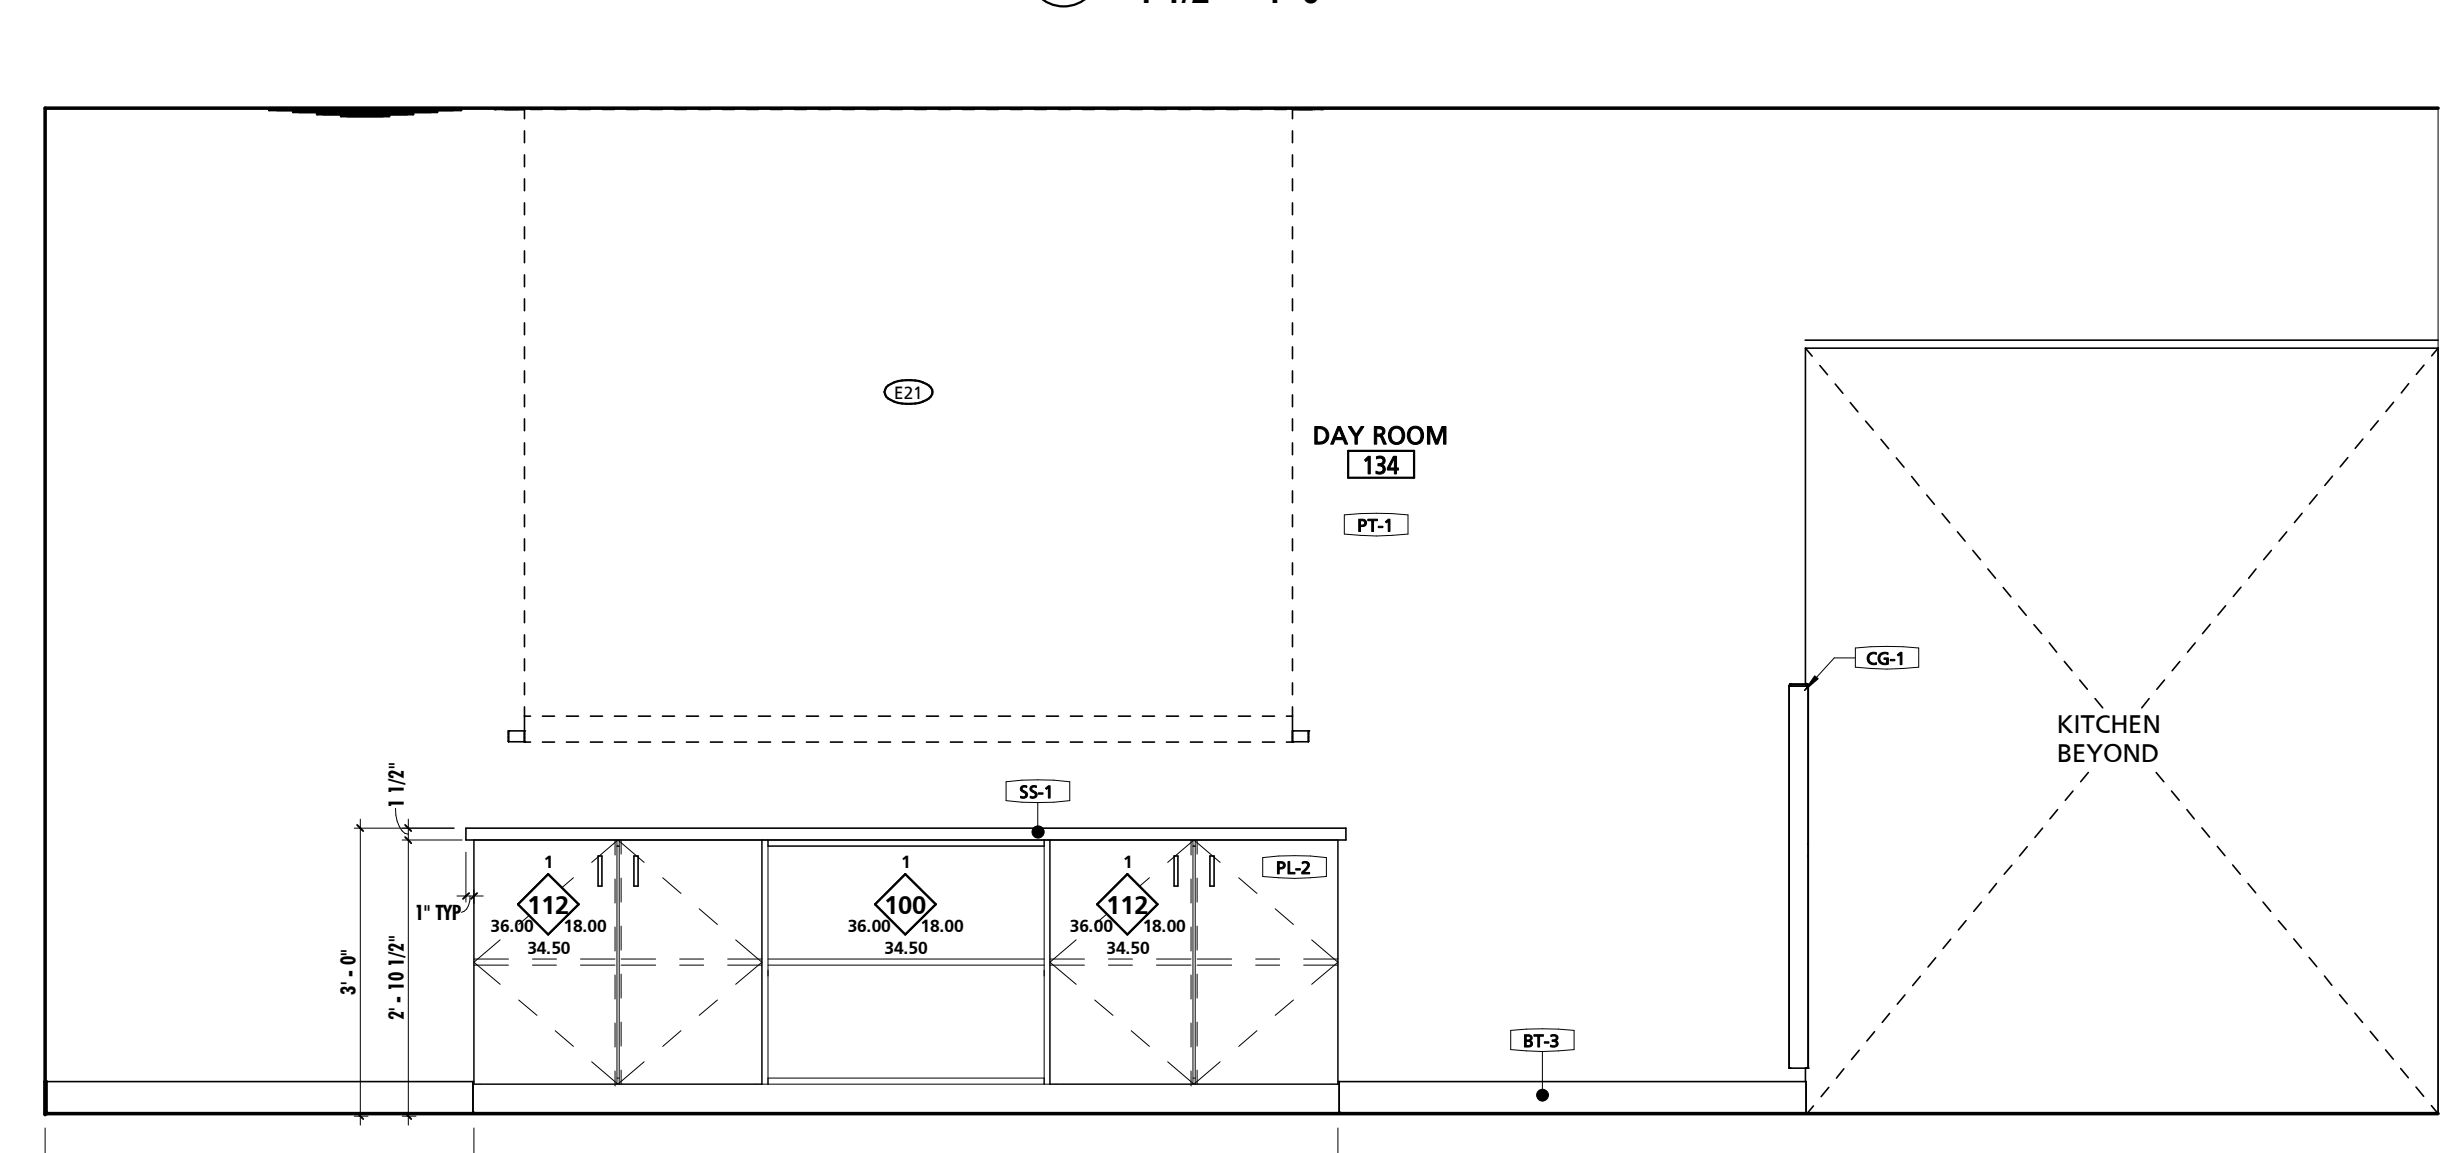 E21
DAY ROOM
134
PT-1
CG-1
KITCHEN
BEYOND
SS-1
1 1/2"
1" TYP
3' - 0"
2' - 10 1/2"
1
112
36.00 18.00
34.50
1
100
36.00 18.00
34.50
1
112
36.00 18.00
34.50
PL-2
BT-3